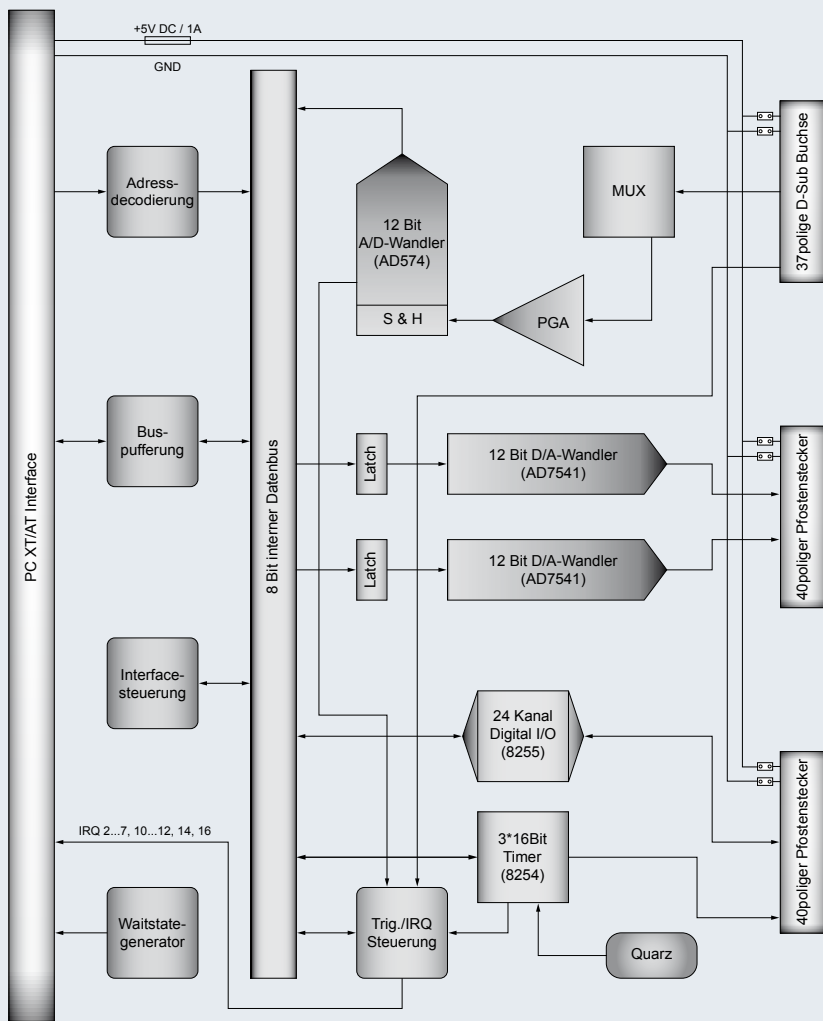 +5V DC / 1A
GND
PC XT/AT Interface
Adress-
decodierung
Bus-
pufferung
Interface-
steuerung
IRQ 2...7, 10...12, 14, 16
Waitstate-
generator
8 Bit interner Datenbus
12 Bit
A/D-Wandler
(AD574)
S & H
PGA
MUX
37polige D-Sub Buchse
Latch
12 Bit D/A-Wandler
(AD7541)
Latch
12 Bit D/A-Wandler
(AD7541)
40poliger Pfostenstecker
24 Kanal
Digital I/O
(8255)
3*16Bit
Timer
(8254)
Trig./IRQ
Steuerung
Quarz
40poliger Pfostenstecker